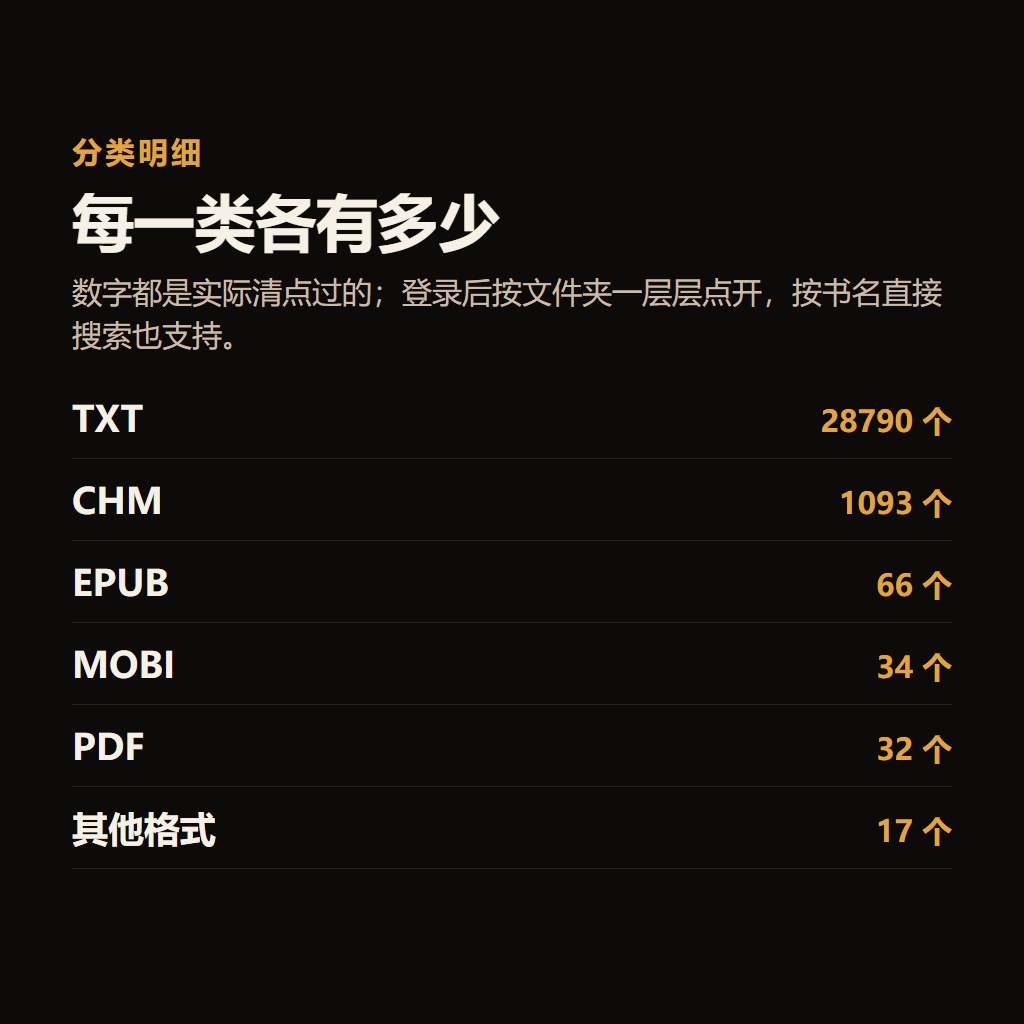 分类明细
每一类各有多少
数字都是实际清点过的；登录后按文件夹一层层点开，按书名直接
搜索也支持。
TXT 28790 个
CHM 1093 个
EPUB 66 个
MOBI 34 个
PDF 32 个
其他格式 17 个